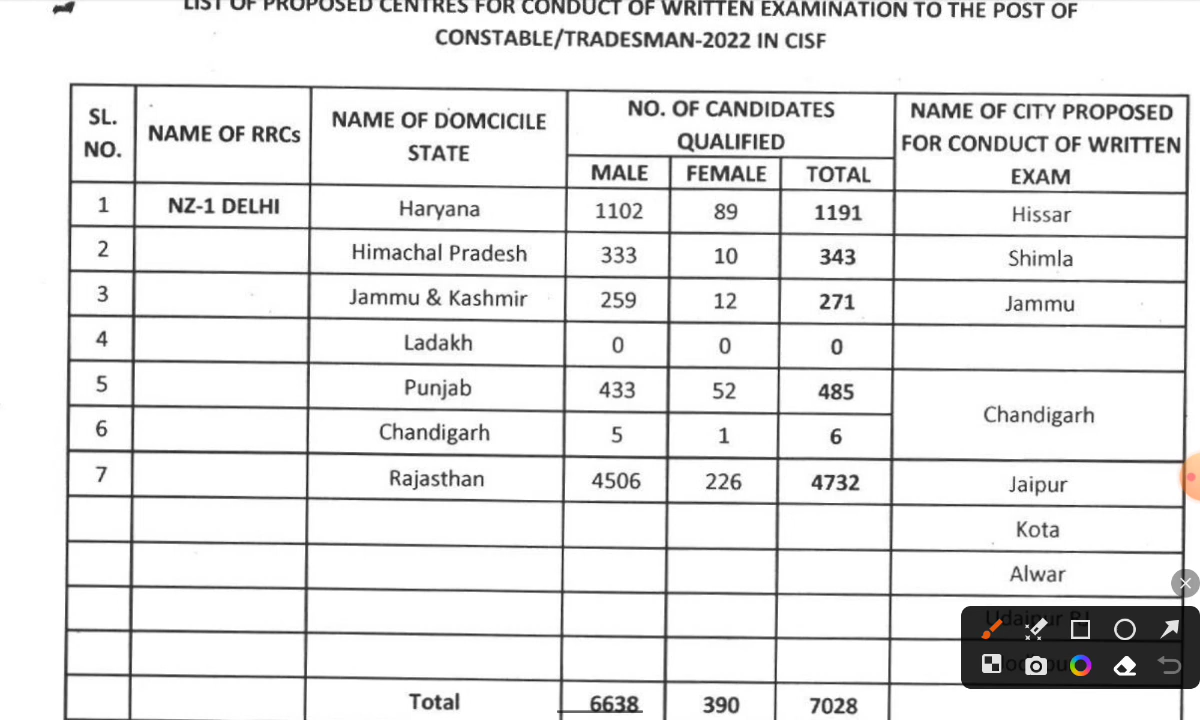 LIST OF PROPOSED CENTRES FOR CONDUCT OF WRITTEN EXAMINATION TO THE POST OF
CONSTABLE/TRADESMAN-2022 IN CISF
SL. NO. NAME OF RRCs NAME OF DOMCICILE STATE NO. OF CANDIDATES QUALIFIED NAME OF CITY PROPOSED FOR CONDUCT OF WRITTEN EXAM
MALE FEMALE TOTAL
1 NZ-1 DELHI Haryana 1102 89 1191 Hissar
2 Himachal Pradesh 333 10 343 Shimla
3 Jammu & Kashmir 259 12 271 Jammu
4 Ladakh 0 0 0
5 Punjab 433 52 485 Chandigarh
6 Chandigarh 5 1 6
7 Rajasthan 4506 226 4732 Jaipur
Kota
Alwar
Total 6638 390 7028